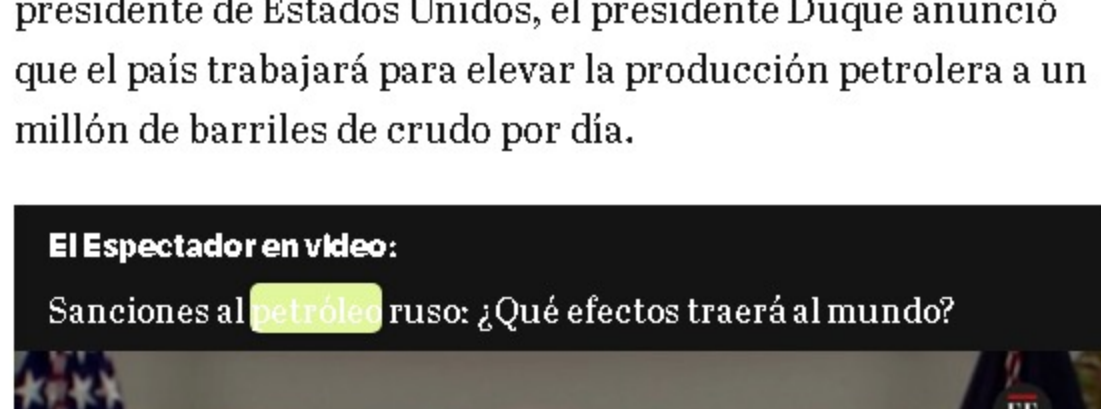 presidente de Estados Unidos, el presidente Duque anunció
que el país trabajará para elevar la producción petrolera a un
millón de barriles de crudo por día.
El Espectador en video:
Sanciones al petróleo ruso: ¿Qué efectos traerá al mundo?